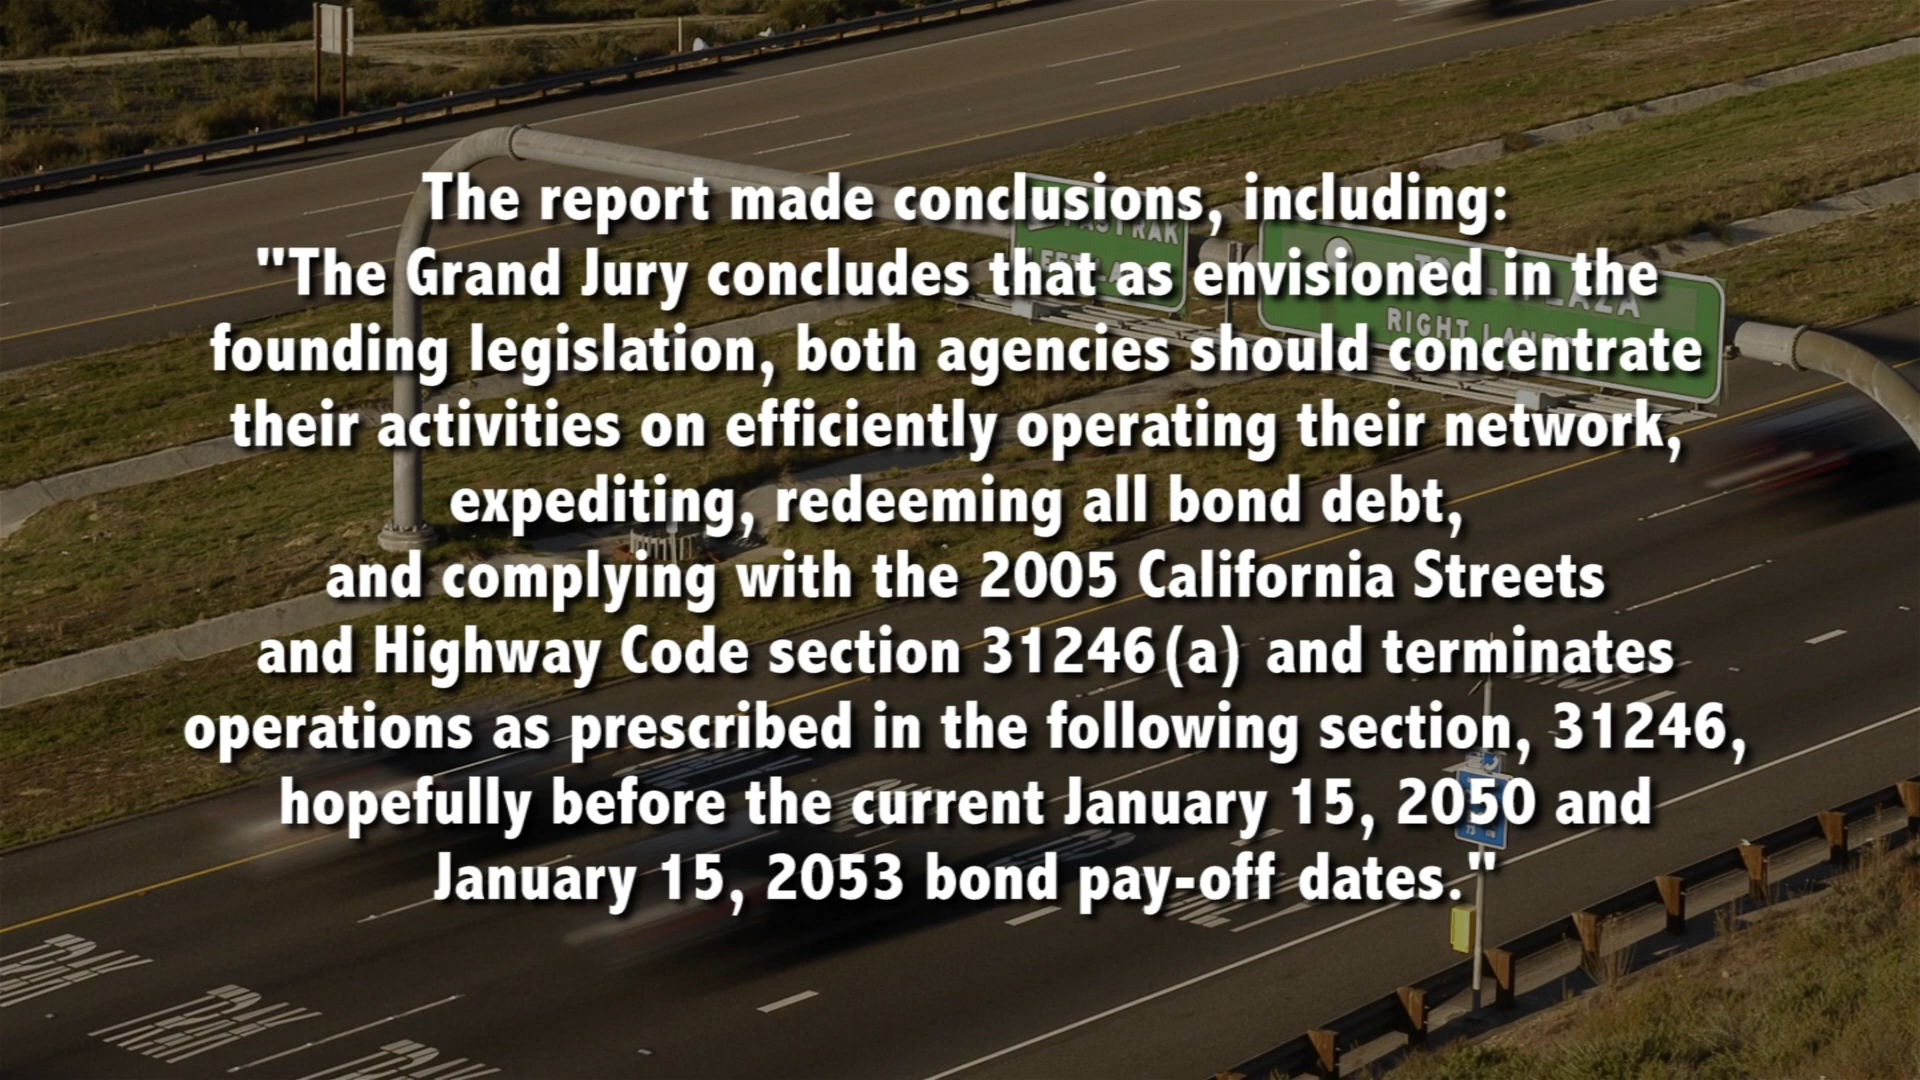 The report made conclusions, including:
"The Grand Jury concludes that as envisioned in the
founding legislation, both agencies should concentrate
their activities on efficiently operating their network,
expediting, redeeming all bond debt,
and complying with the 2005 California Streets
and Highway Code section 31246(a) and terminates
operations as prescribed in the following section, 31246,
hopefully before the current January 15, 2050 and
January 15, 2053 bond pay-off dates."
RIGHT